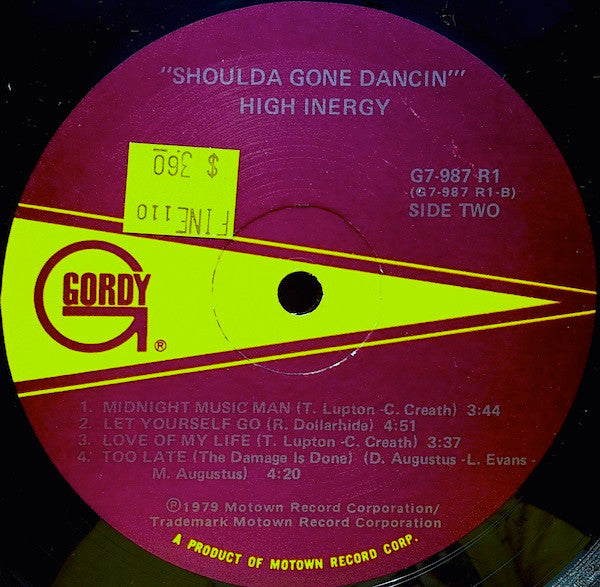 "SHOULDA GONE DANCIN'"
HIGH INERGY
$ 360
FINE 110
G7-987 R1
(G7-987 R1-B)
SIDE TWO
GORDY
G
®
1. MIDNIGHT MUSIC MAN (T. Lupton -C. Creath) 3:44
2. LET YOURSELF GO (R. Dollarhide) 4:51
3. LOVE OF MY LIFE (T. Lupton -C. Creath) 3:37
4. TOO LATE (The Damage Is Done) (D. Augustus -L. Evans -
M. Augustus) 4:20
℗1979 Motown Record Corporation/
Trademark Motown Record Corporation
A PRODUCT OF MOTOWN RECORD CORP.